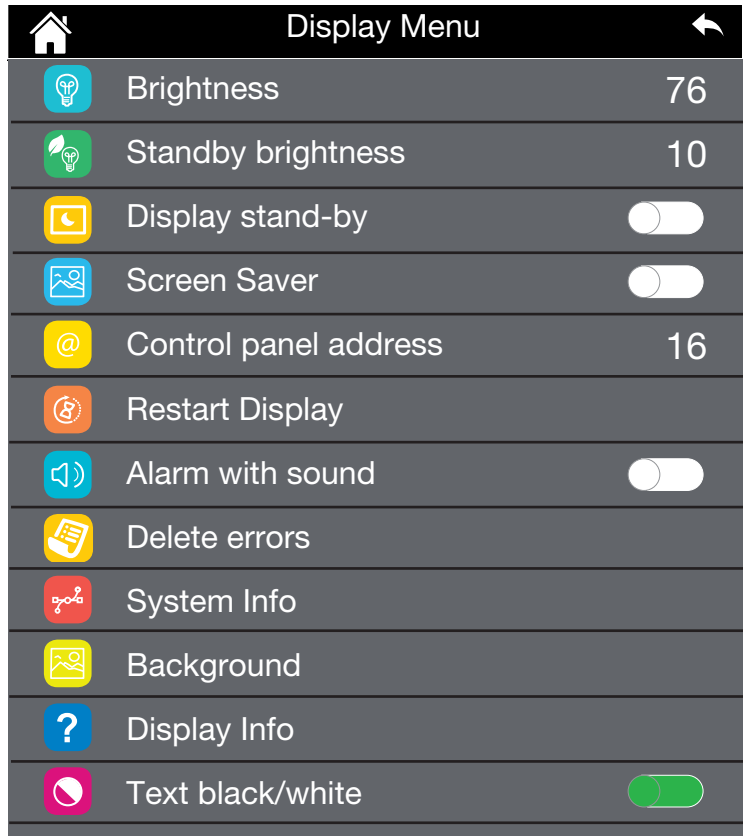 Display Menu
Brightness 76
Standby brightness 10
Display stand-by
Screen Saver
@ Control panel address 16
Restart Display
Alarm with sound
Delete errors
System Info
Background
? Display Info
Text black/white